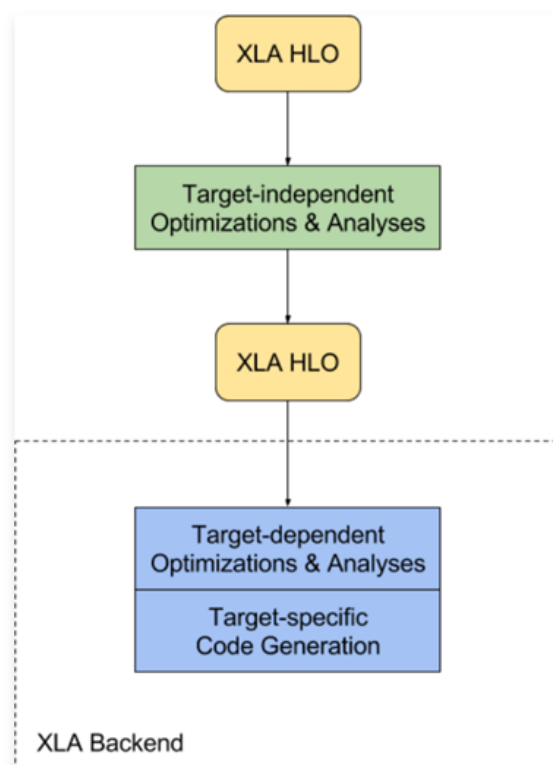 XLA HLO
Target-independent
Optimizations & Analyses
XLA HLO
Target-dependent
Optimizations & Analyses
Target-specific
Code Generation
XLA Backend